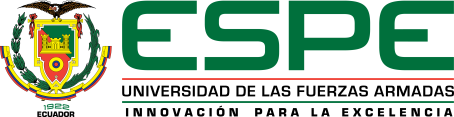 ESPE
UNIVERSIDAD DE LAS FUERZAS ARMADAS
INNOVACIÓN PARA LA EXCELENCIA
1922
ECUADOR